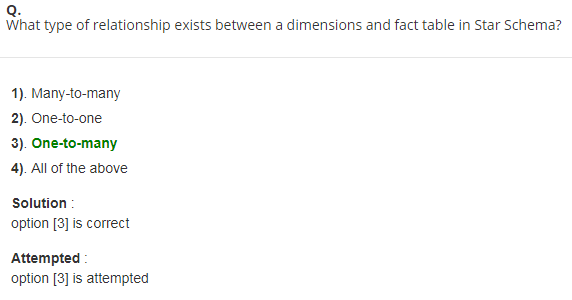 Q.
What type of relationship exists between a dimensions and fact table in Star Schema?
1). Many-to-many
2). One-to-one
3). One-to-many
4). All of the above
Solution :
option [3] is correct
Attempted :
option [3] is attempted